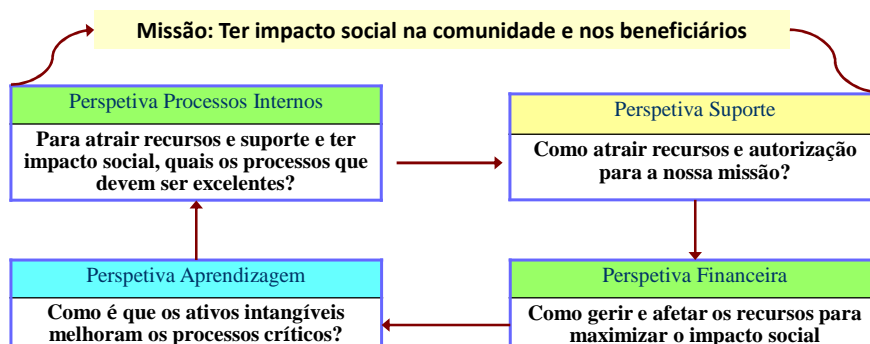 Missão: Ter impacto social na comunidade e nos beneficiários
Perspetiva Processos Internos
Para atrair recursos e suporte e ter
impacto social, quais os processos que
devem ser excelentes?
Perspetiva Suporte
Como atrair recursos e autorização
para a nossa missão?
Perspetiva Aprendizagem
Como é que os ativos intangíveis
melhoram os processos críticos?
Perspetiva Financeira
Como gerir e afetar os recursos para
maximizar o impacto social